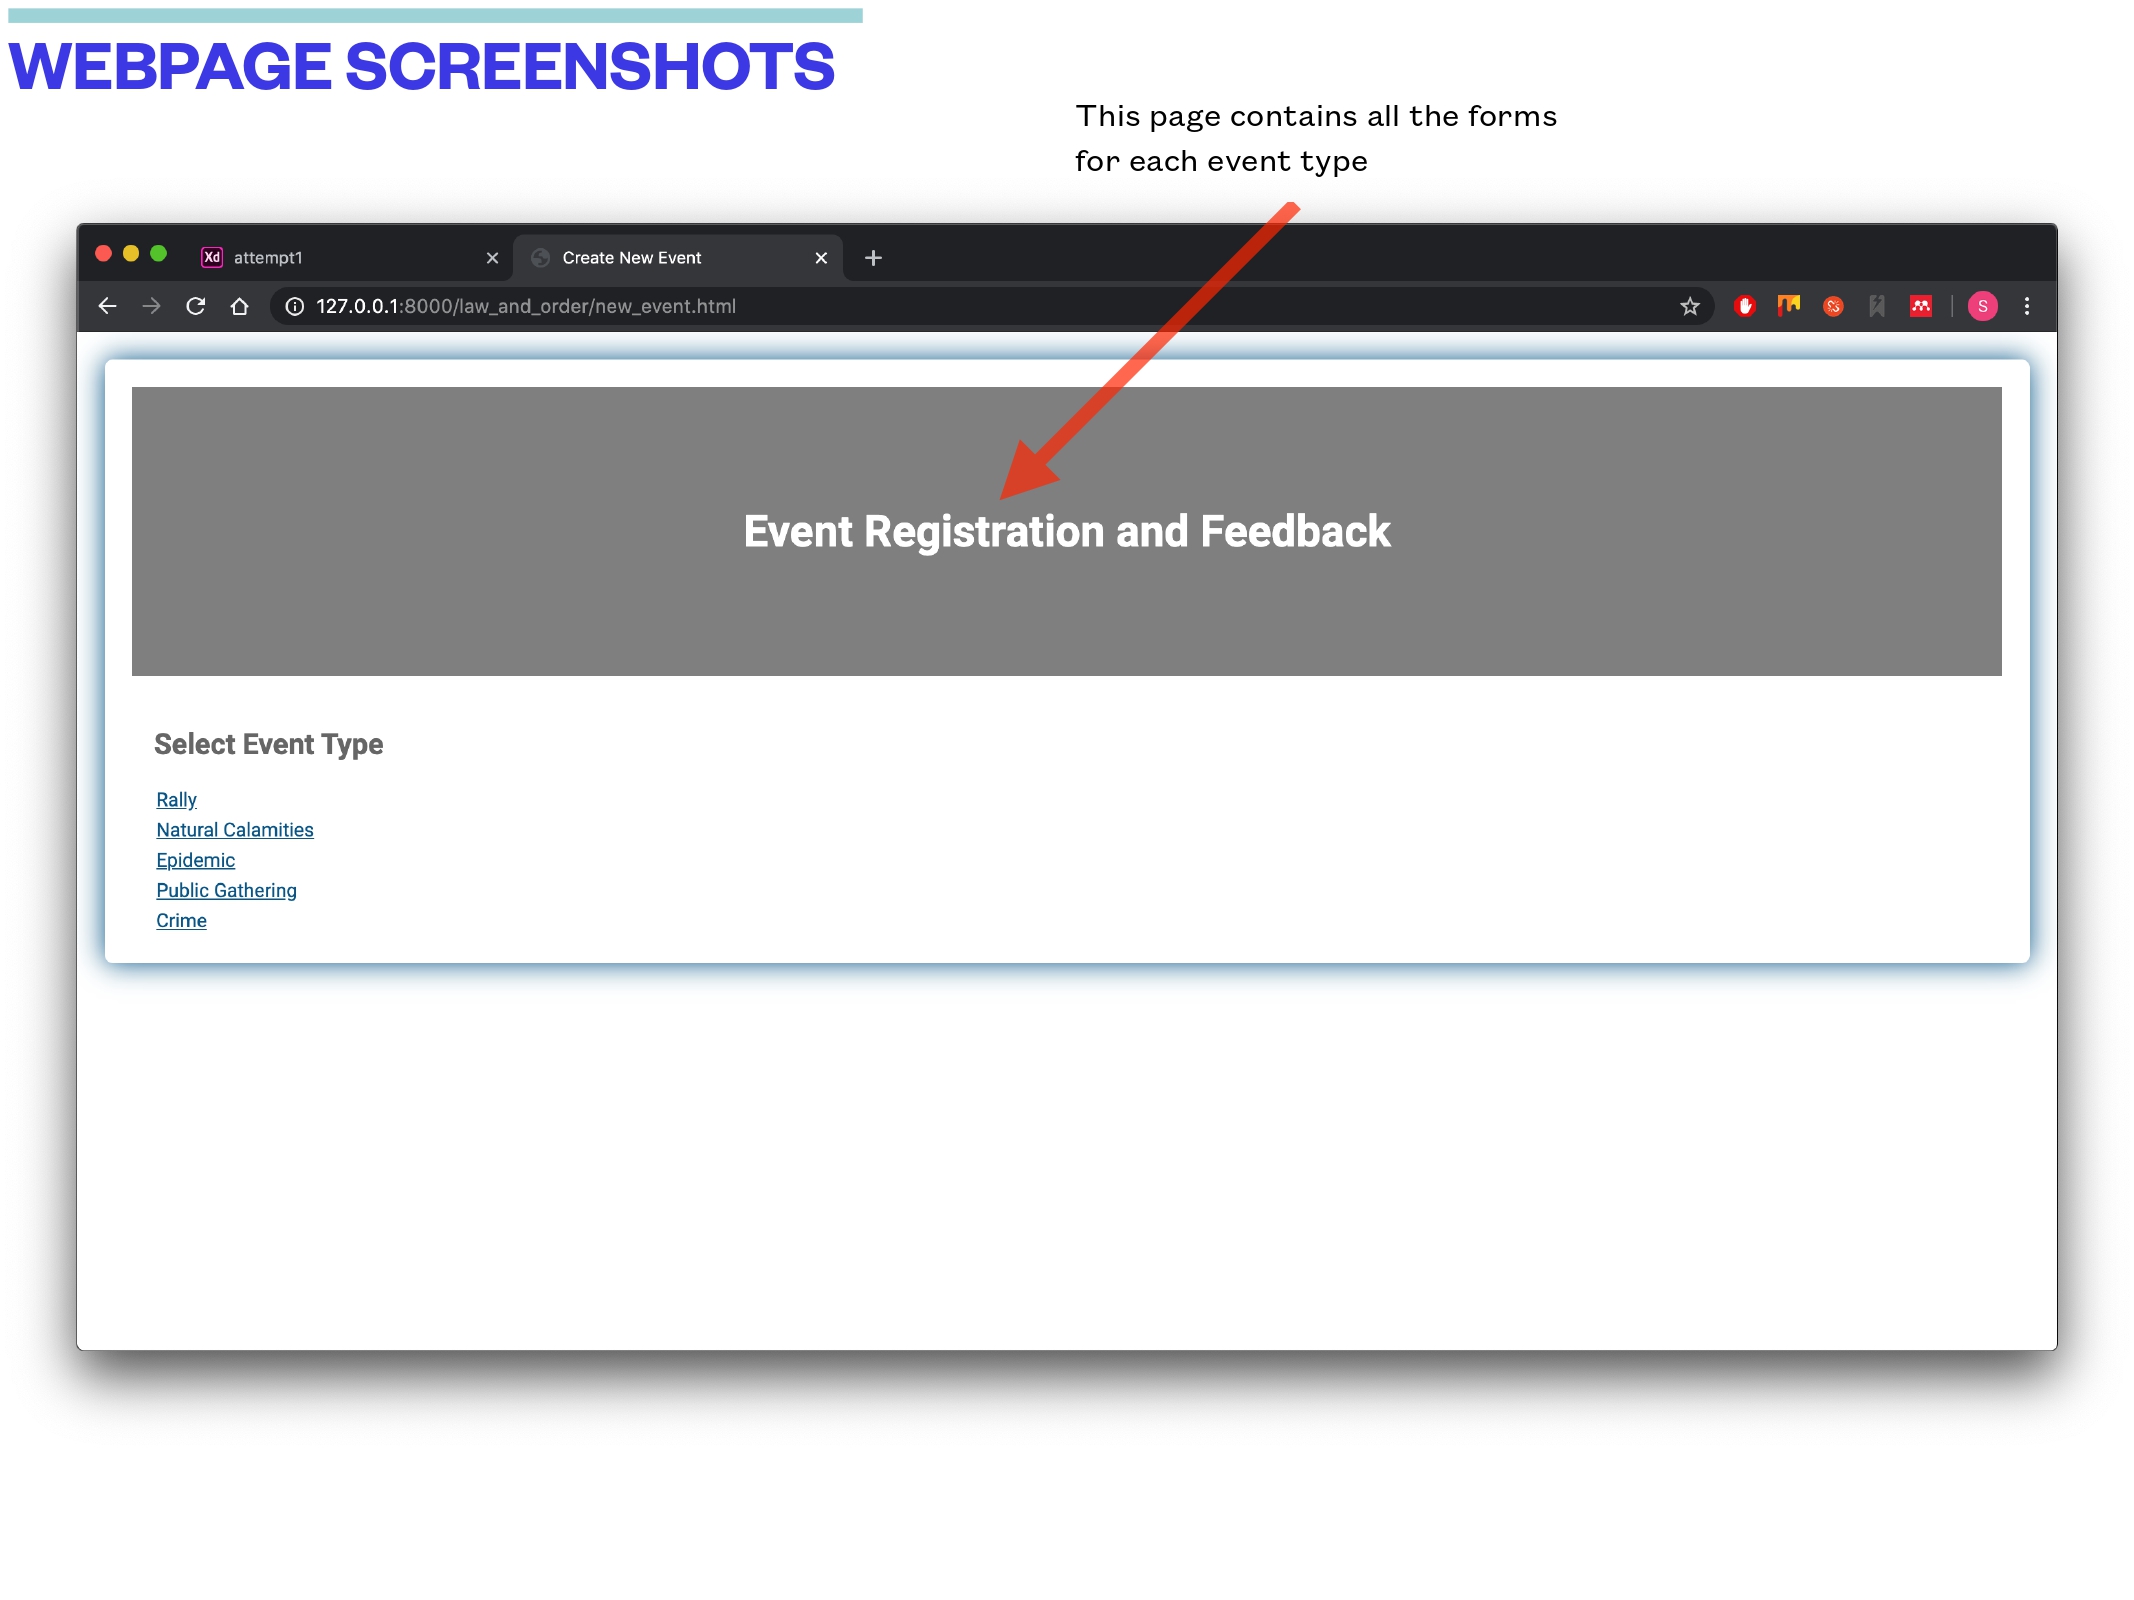 WEBPAGE SCREENSHOTS
This page contains all the forms
for each event type
Xd attempt1
Create New Event
127.0.0.1:8000/law_and_order/new_event.html
S
Event Registration and Feedback
Select Event Type
Rally
Natural Calamities
Epidemic
Public Gathering
Crime